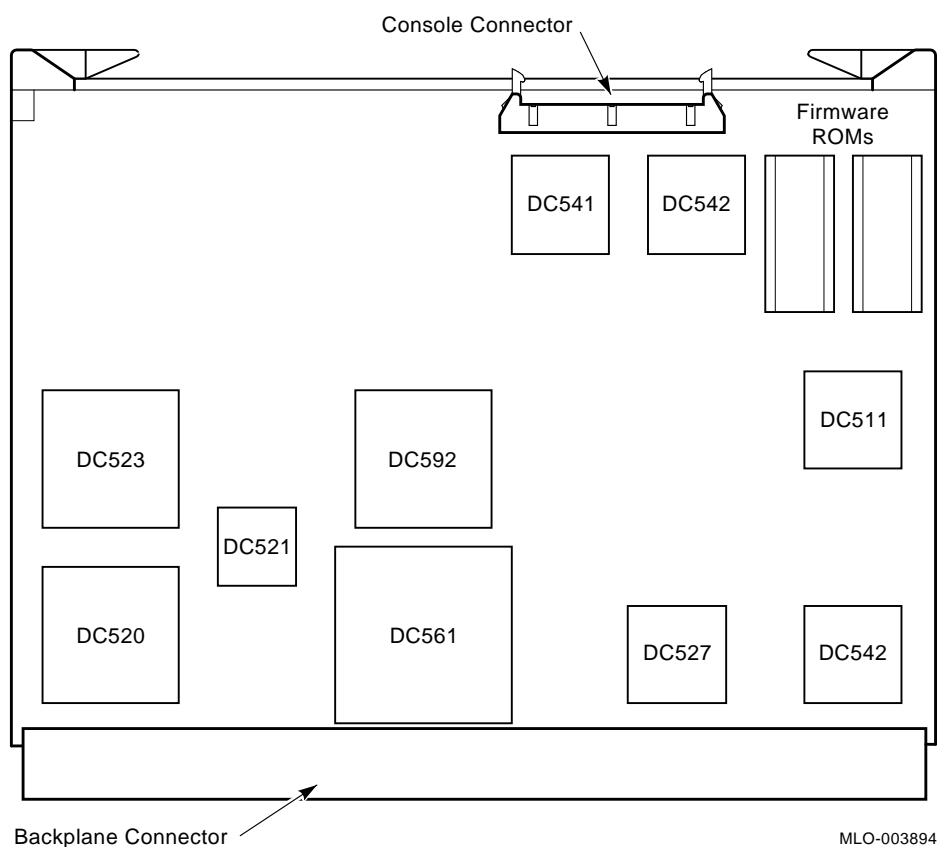 Console Connector
Firmware
ROMs
DC541
DC542
DC511
DC523
DC592
DC521
DC520
DC561
DC527
DC542
Backplane Connector
MLO-003894